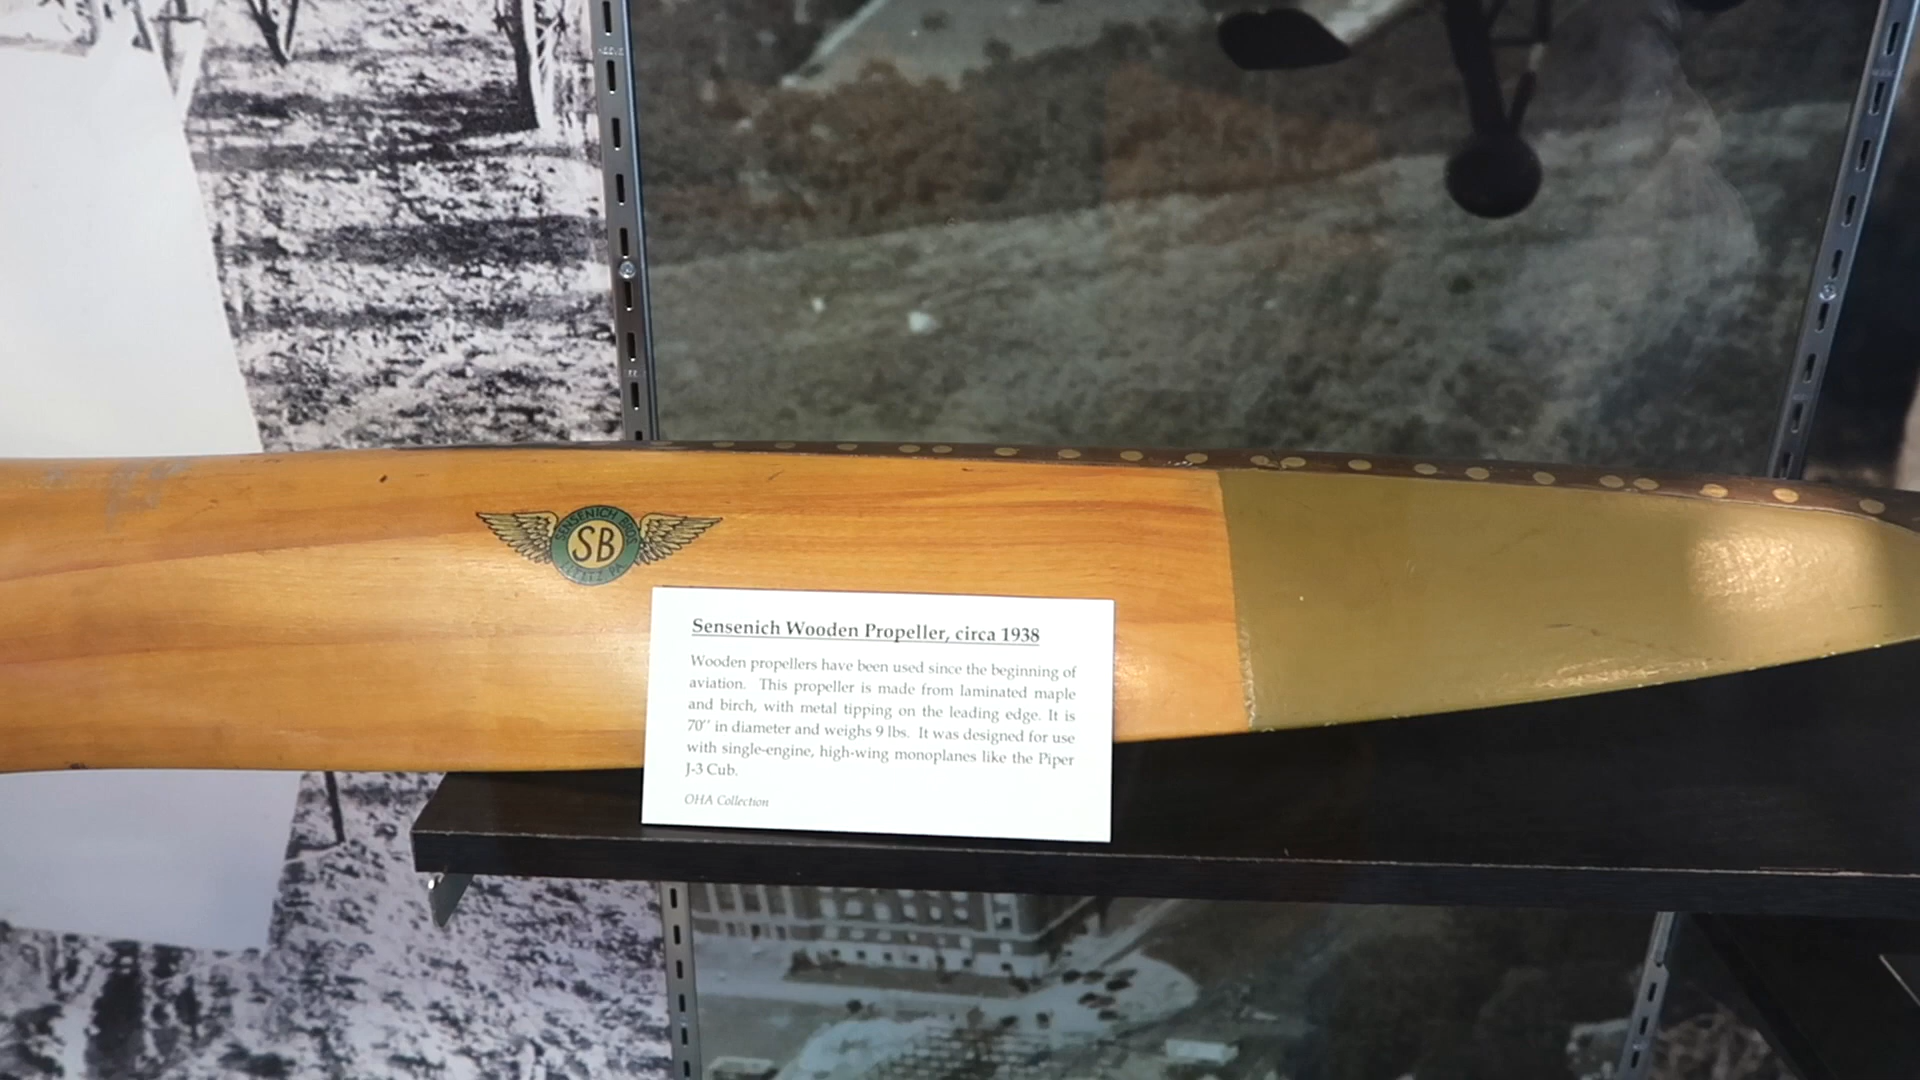 SENSENICH BROS.
SB
LITITZ PA
Sensenich Wooden Propeller, circa 1938
Wooden propellers have been used since the beginning of
aviation. This propeller is made from laminated maple
and birch, with metal tipping on the leading edge. It is
70″ in diameter and weighs 9 lbs. It was designed for use
with single-engine, high-wing monoplanes like the Piper
J-3 Cub.
OHA Collection